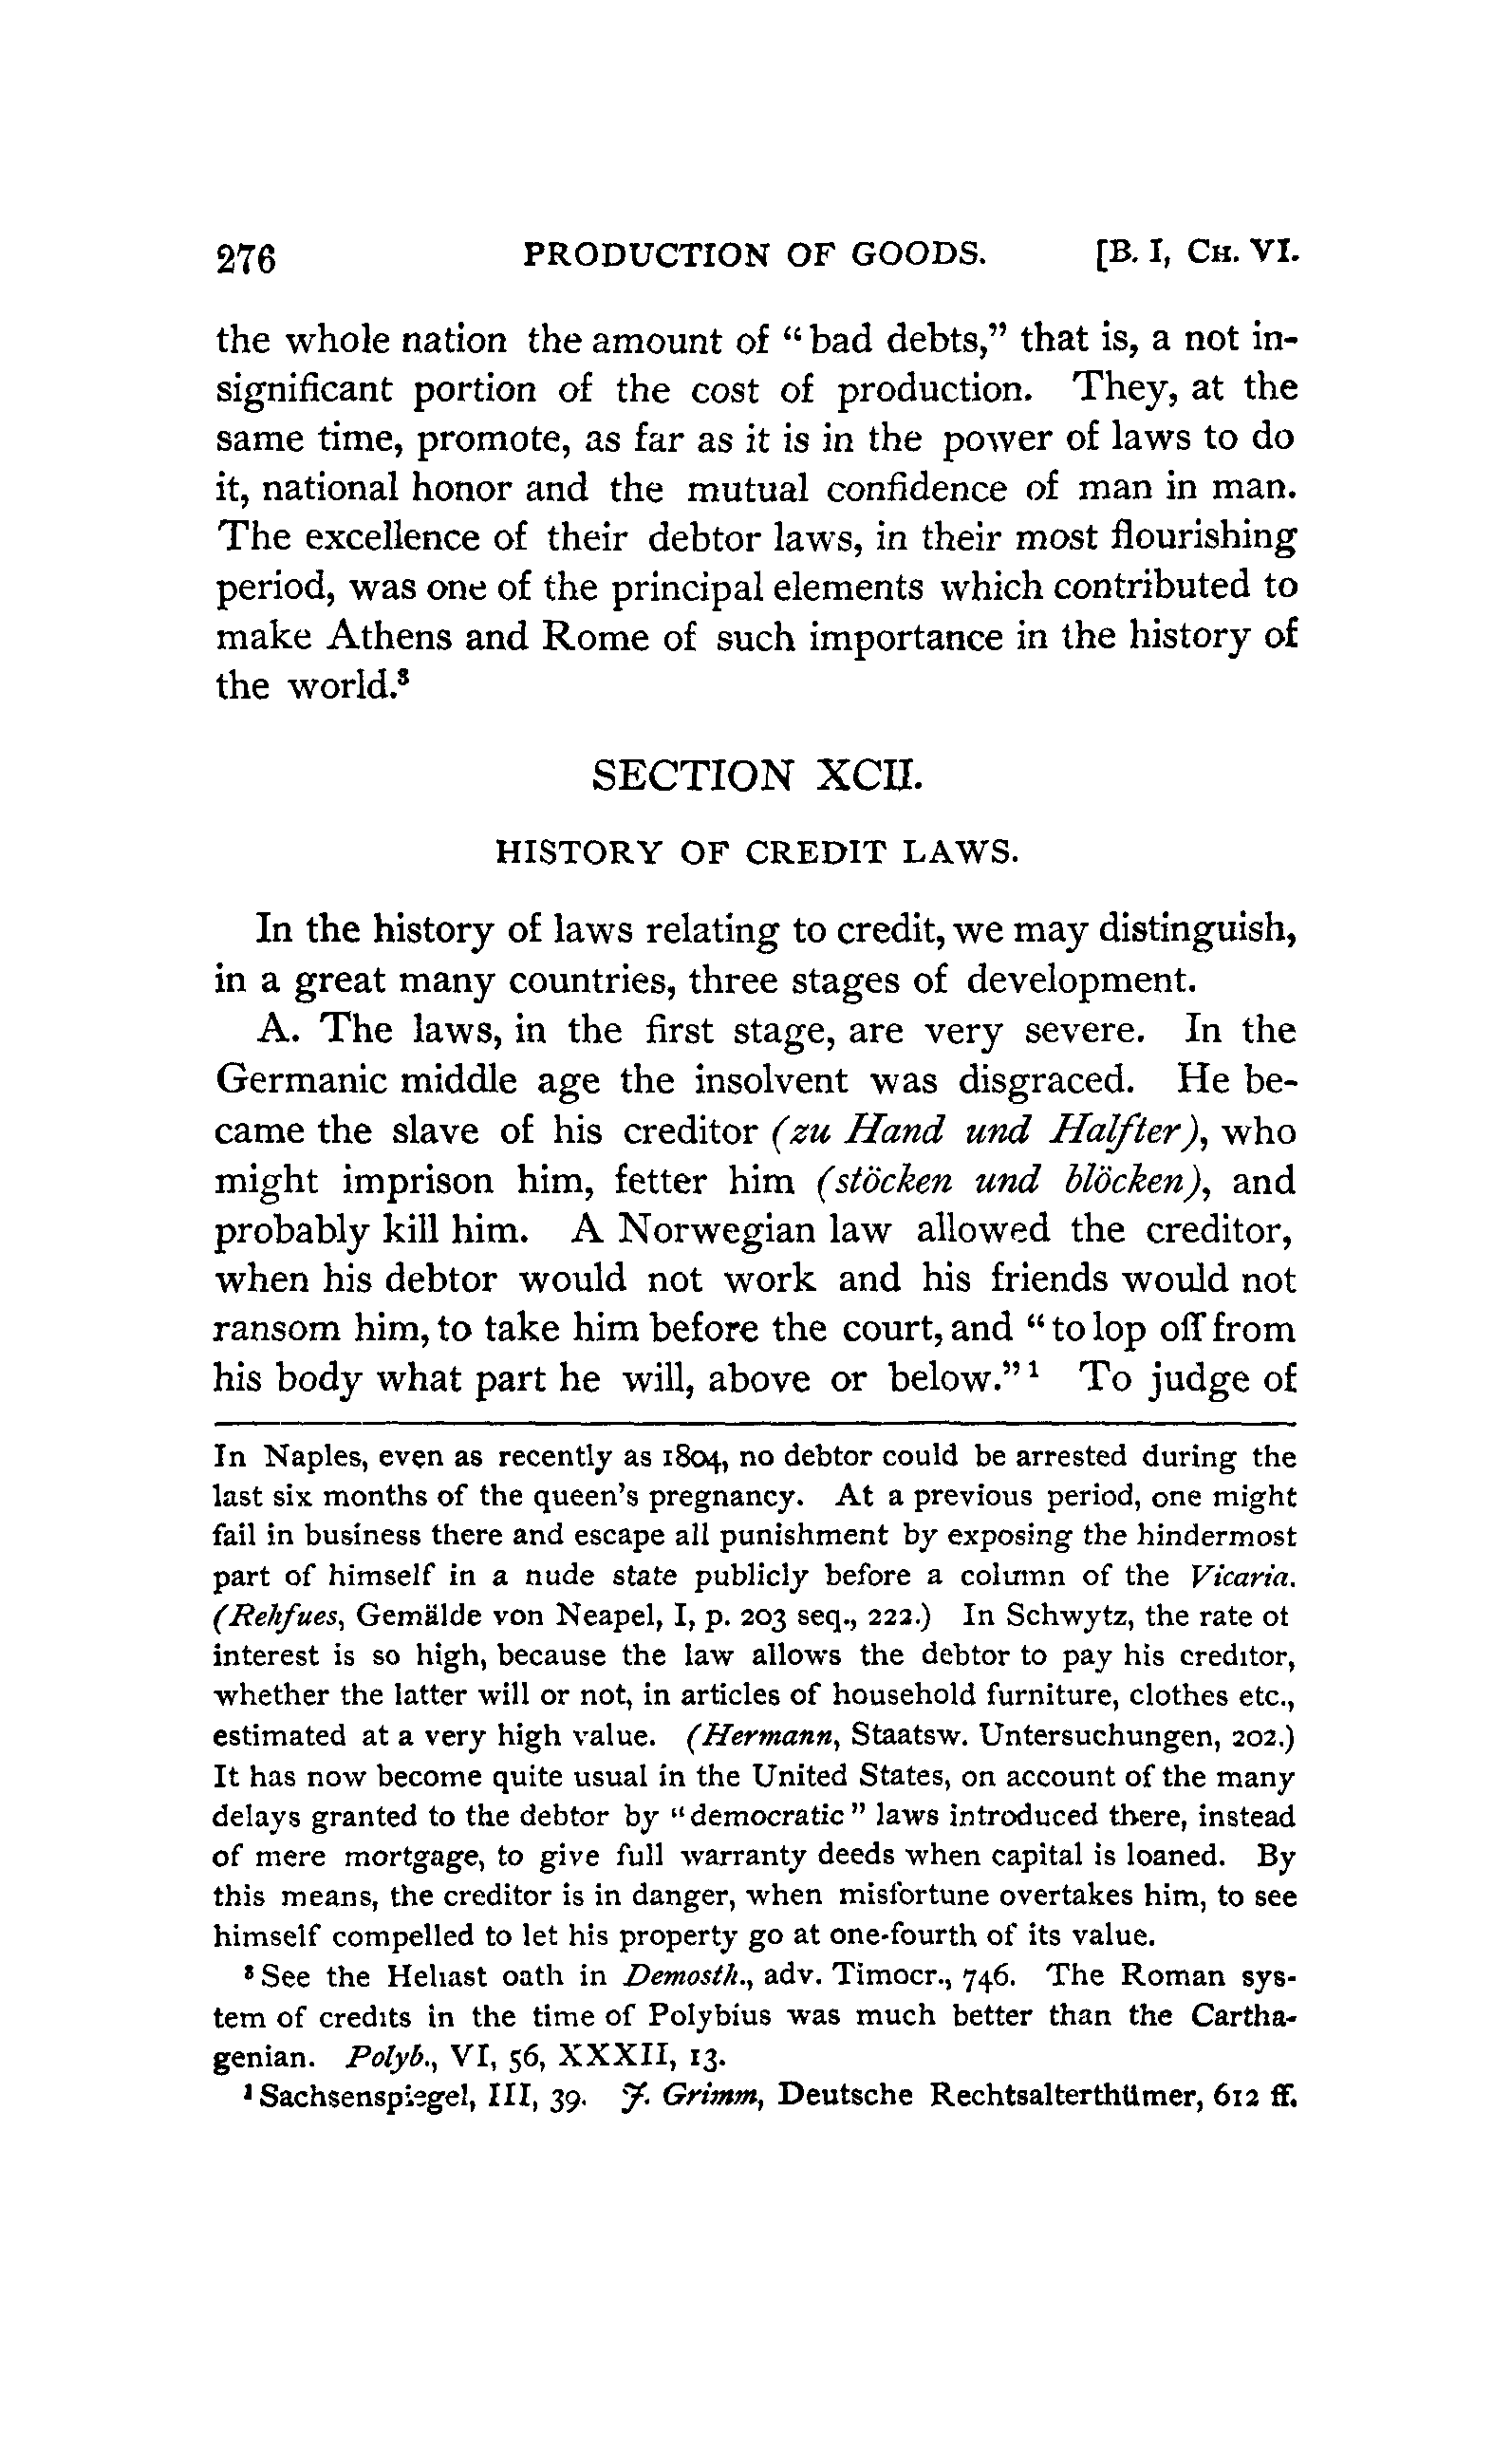 276 PRODUCTION OF GOODS. [B. I, CH. VI.
the whole nation the amount of “bad debts,” that is, a not in-
significant portion of the cost of production. They, at the
same time, promote, as far as it is in the power of laws to do
it, national honor and the mutual confidence of man in man.
The excellence of their debtor laws, in their most flourishing
period, was one of the principal elements which contributed to
make Athens and Rome of such importance in the history of
the world.³
SECTION XCII.
HISTORY OF CREDIT LAWS.
In the history of laws relating to credit, we may distinguish,
in a great many countries, three stages of development.
A. The laws, in the first stage, are very severe. In the
Germanic middle age the insolvent was disgraced. He be-
came the slave of his creditor (zu Hand und Halfter), who
might imprison him, fetter him (stöcken und blöcken), and
probably kill him. A Norwegian law allowed the creditor,
when his debtor would not work and his friends would not
ransom him, to take him before the court, and “to lop off from
his body what part he will, above or below.”¹ To judge of
In Naples, even as recently as 1804, no debtor could be arrested during the
last six months of the queen’s pregnancy. At a previous period, one might
fail in business there and escape all punishment by exposing the hindermost
part of himself in a nude state publicly before a column of the Vicaria.
(Rehfues, Gemälde von Neapel, I, p. 203 seq., 222.) In Schwytz, the rate ot
interest is so high, because the law allows the debtor to pay his creditor,
whether the latter will or not, in articles of household furniture, clothes etc.,
estimated at a very high value. (Hermann, Staatsw. Untersuchungen, 202.)
It has now become quite usual in the United States, on account of the many
delays granted to the debtor by “democratic” laws introduced there, instead
of mere mortgage, to give full warranty deeds when capital is loaned. By
this means, the creditor is in danger, when misfortune overtakes him, to see
himself compelled to let his property go at one-fourth of its value.
³ See the Heliast oath in Demosth., adv. Timocr., 746. The Roman sys-
tem of credits in the time of Polybius was much better than the Cartha-
genian. Polyb., VI, 56, XXXII, 13.
¹ Sachsenspiegel, III, 39. J. Grimm, Deutsche Rechtsalterthümer, 612 ff.